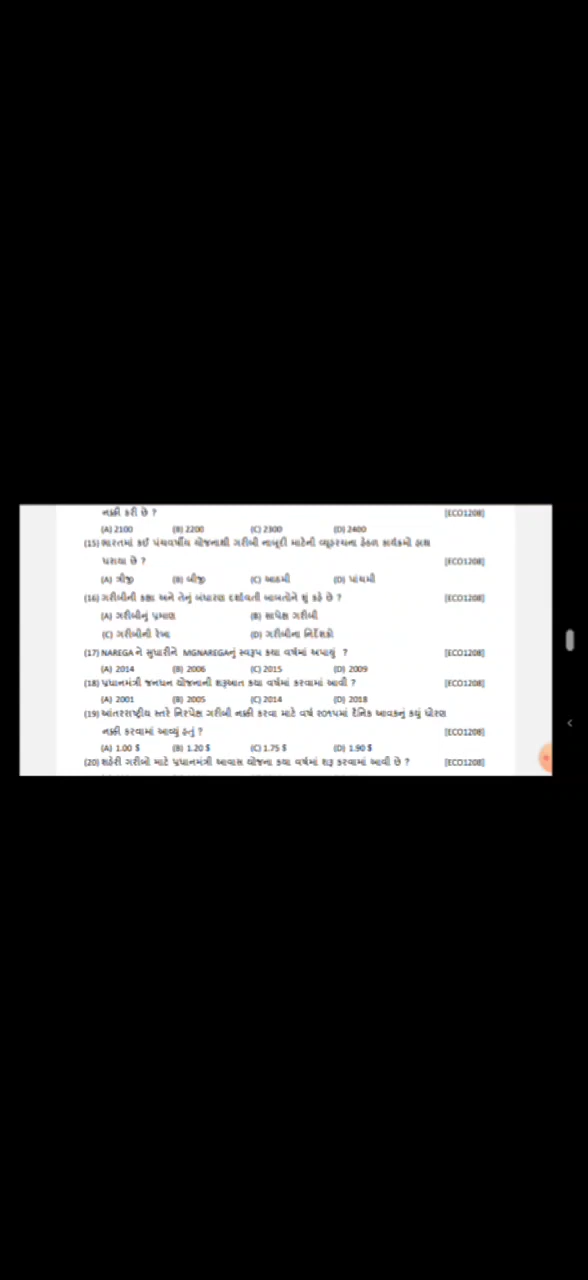 નક્કી કરી છે ? [ECO1208]
(A) 2100 (B) 2200 (C) 2300 (D) 2400
(15) ભારતમાં કઈ પંચવર્ષીય યોજનાથી ગરીબી નાબૂદી માટેની વ્યૂહરચના હેઠળ કાર્યક્રમો હાથ
ધરાયા છે ? [ECO1208]
(A) ત્રીજી (B) બીજી (C) આઠમી (D) પાંચમી
(16) ગરીબીની કક્ષા અને તેનું બંધારણ દર્શાવતી બાબતોને શું કહે છે ? [ECO1208]
(A) ગરીબીનું પ્રમાણ (B) સાપેક્ષ ગરીબી
(C) ગરીબીની રેખા (D) ગરીબીના નિર્દેશકો
(17) NAREGA ને સુધારીને MGNAREGAનું સ્વરૂપ કયા વર્ષમાં અપાયું ? [ECO1208]
(A) 2014 (B) 2006 (C) 2015 (D) 2009
(18) પ્રધાનમંત્રી જનધન યોજનાની શરૂઆત કયા વર્ષમાં કરવામાં આવી ? [ECO1208]
(A) 2001 (B) 2005 (C) 2014 (D) 2018
(19) આંતરરાષ્ટ્રીય સ્તરે નિરપેક્ષ ગરીબી નક્કી કરવા માટે વર્ષ ૨૦૧૫માં દૈનિક આવકનું કયું ધોરણ
નક્કી કરવામાં આવ્યું હતું ? [ECO1208]
(A) 1.00 $ (B) 1.20 $ (C) 1.75 $ (D) 1.90 $
(20) શહેરી ગરીબો માટે પ્રધાનમંત્રી આવાસ યોજના કયા વર્ષમાં શરૂ કરવામાં આવી છે ? [ECO1208]